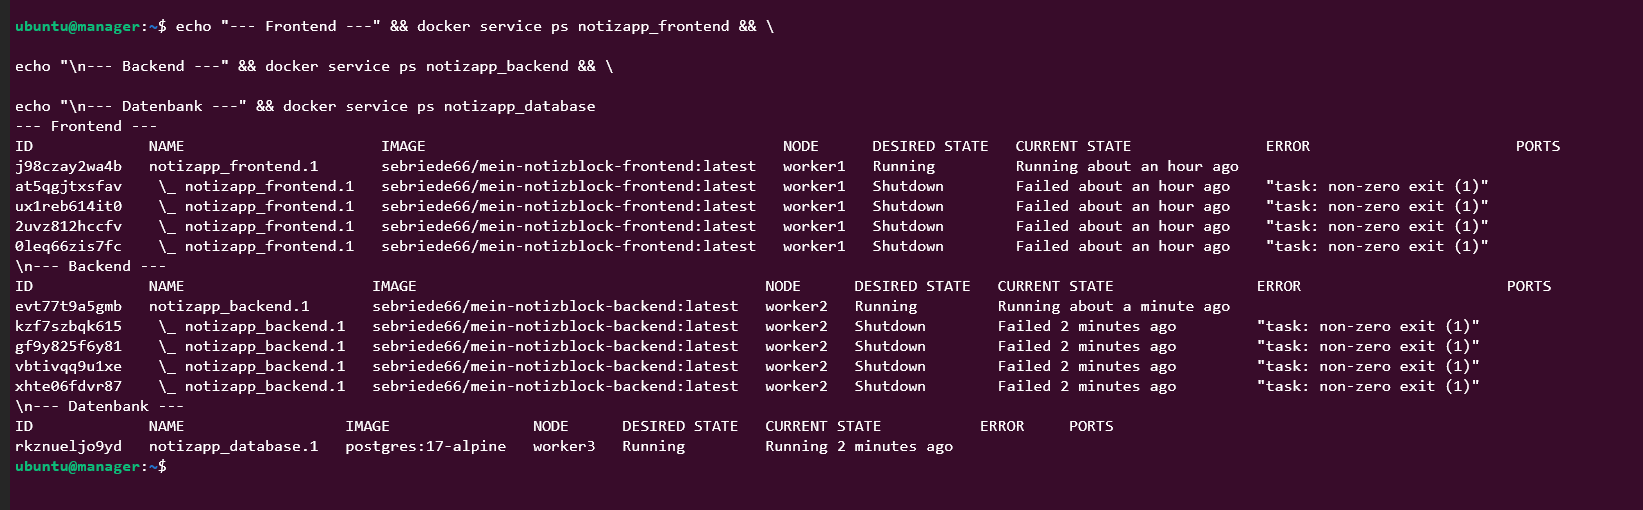 ubuntu@manager:~$ echo "--- Frontend ---" && docker service ps notizapp_frontend && \
echo "\n--- Backend ---" && docker service ps notizapp_backend && \
echo "\n--- Datenbank ---" && docker service ps notizapp_database
--- Frontend ---
ID NAME IMAGE NODE DESIRED STATE CURRENT STATE ERROR PORTS
j98czay2wa4b notizapp_frontend.1 sebriede66/mein-notizblock-frontend:latest worker1 Running Running about an hour ago
at5qgjtxsfav \_ notizapp_frontend.1 sebriede66/mein-notizblock-frontend:latest worker1 Shutdown Failed about an hour ago "task: non-zero exit (1)"
ux1reb614it0 \_ notizapp_frontend.1 sebriede66/mein-notizblock-frontend:latest worker1 Shutdown Failed about an hour ago "task: non-zero exit (1)"
2uvz812hccfv \_ notizapp_frontend.1 sebriede66/mein-notizblock-frontend:latest worker1 Shutdown Failed about an hour ago "task: non-zero exit (1)"
0leq66zis7fc \_ notizapp_frontend.1 sebriede66/mein-notizblock-frontend:latest worker1 Shutdown Failed about an hour ago "task: non-zero exit (1)"
\n--- Backend ---
ID NAME IMAGE NODE DESIRED STATE CURRENT STATE ERROR PORTS
evt77t9a5gmb notizapp_backend.1 sebriede66/mein-notizblock-backend:latest worker2 Running Running about a minute ago
kzf7szbqk615 \_ notizapp_backend.1 sebriede66/mein-notizblock-backend:latest worker2 Shutdown Failed 2 minutes ago "task: non-zero exit (1)"
gf9y825f6y81 \_ notizapp_backend.1 sebriede66/mein-notizblock-backend:latest worker2 Shutdown Failed 2 minutes ago "task: non-zero exit (1)"
vbtivqq9u1xe \_ notizapp_backend.1 sebriede66/mein-notizblock-backend:latest worker2 Shutdown Failed 2 minutes ago "task: non-zero exit (1)"
xhte06fdvr87 \_ notizapp_backend.1 sebriede66/mein-notizblock-backend:latest worker2 Shutdown Failed 2 minutes ago "task: non-zero exit (1)"
\n--- Datenbank ---
ID NAME IMAGE NODE DESIRED STATE CURRENT STATE ERROR PORTS
rkznueljo9yd notizapp_database.1 postgres:17-alpine worker3 Running Running 2 minutes ago
ubuntu@manager:~$